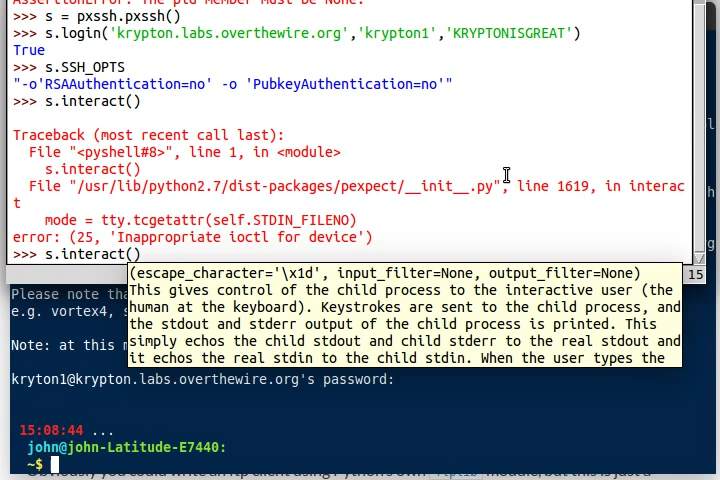 AssertionError: The pid member must be None.
>>> s = pxssh.pxssh()
>>> s.login('krypton.labs.overthewire.org','krypton1','KRYPTONISGREAT')
True
>>> s.SSH_OPTS
"-o'RSAAuthentication=no' -o 'PubkeyAuthentication=no'"
>>> s.interact()
Traceback (most recent call last):
File "<pyshell#8>", line 1, in <module>
s.interact()
File "/usr/lib/python2.7/dist-packages/pexpect/__init__.py", line 1619, in interac
t
mode = tty.tcgetattr(self.STDIN_FILENO)
error: (25, 'Inappropriate ioctl for device')
>>> s.interact()
(escape_character='\x1d', input_filter=None, output_filter=None)
This gives control of the child process to the interactive user (the
human at the keyboard). Keystrokes are sent to the child process, and
the stdout and stderr output of the child process is printed. This
simply echos the child stdout and child stderr to the real stdout and
it echos the real stdin to the child stdin. When the user types the
15
Please note tha
e.g. vortex4, s
Note: at this m
kryton1@krypton.labs.overthewire.org's password:
15:08:44 ...
john@john-Latitude-E7440:
~$